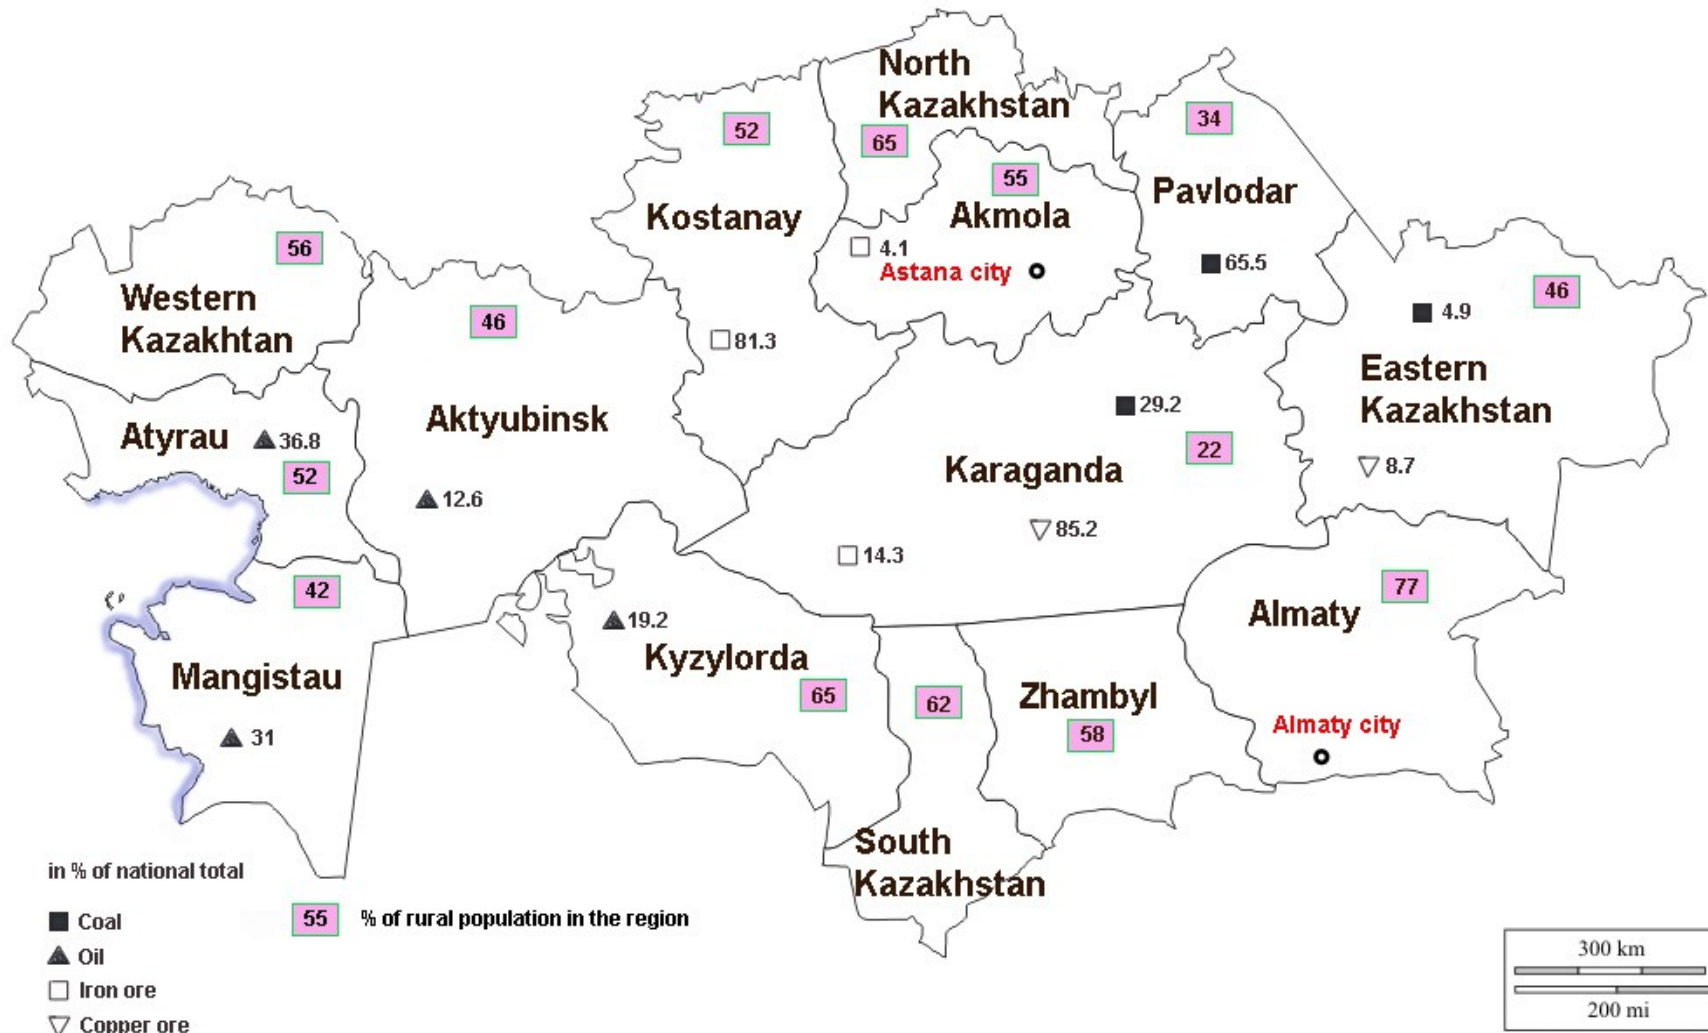 North
Kazakhstan
65
52
Kostanay
34
Pavlodar
65.5
55
Akmola
4.1
Astana city
56
Western
Kazakhtan
46
81.3
46
4.9
Eastern
Kazakhstan
8.7
Aktyubinsk
12.6
Atyrau
36.8
52
29.2
22
Karaganda
85.2
14.3
42
Mangistau
31
19.2
Kyzylorda
65
62
Zhambyl
58
77
Almaty
Almaty city
South
Kazakhstan
in % of national total
Coal
55 % of rural population in the region
Oil
Iron ore
Copper ore
300 km
200 mi